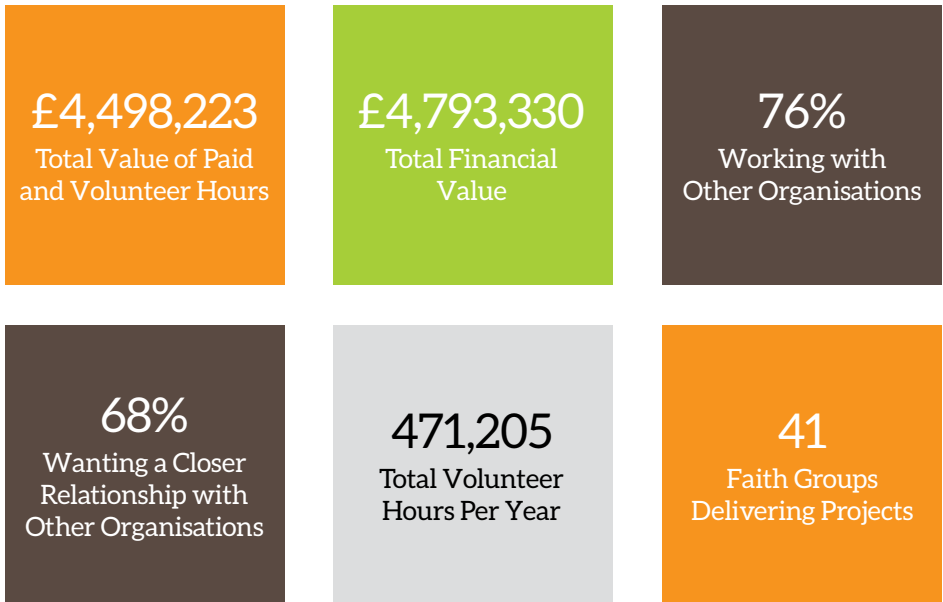 £4,498,223
Total Value of Paid
and Volunteer Hours
£4,793,330
Total Financial
Value
76%
Working with
Other Organisations
68%
Wanting a Closer
Relationship with
Other Organisations
471,205
Total Volunteer
Hours Per Year
41
Faith Groups
Delivering Projects